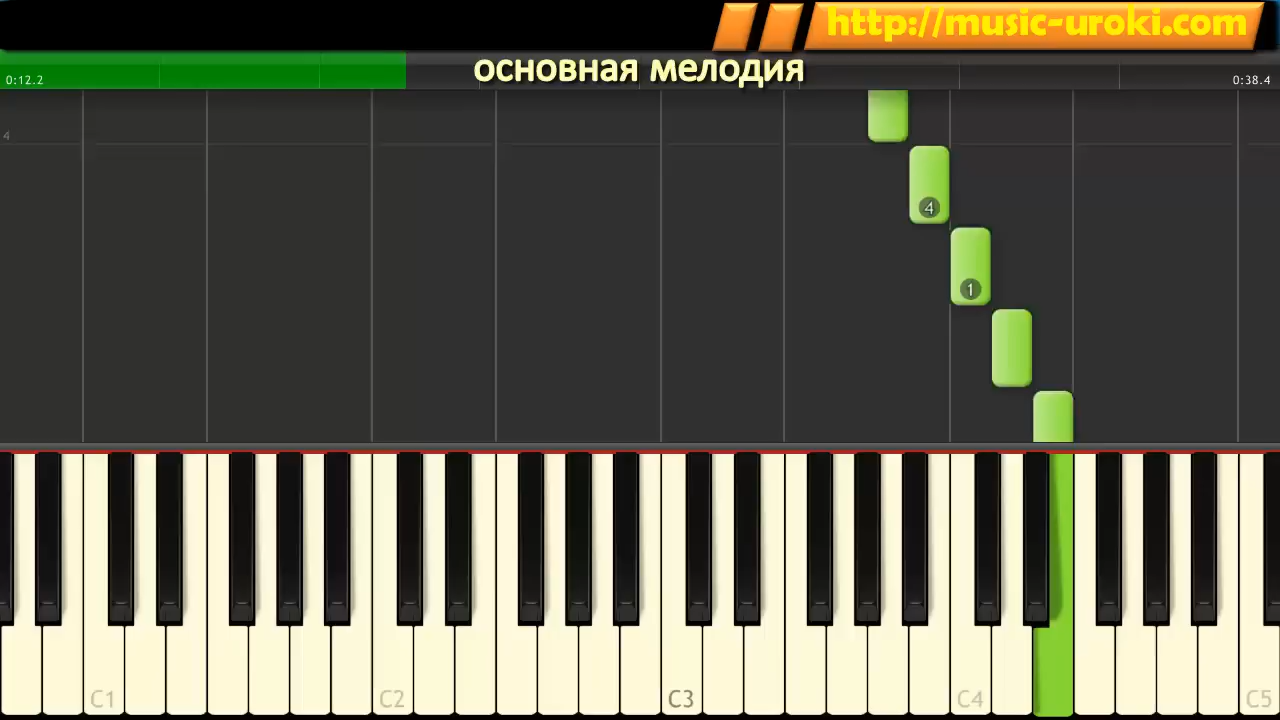 http://music-uroki.com
основная мелодия
0:12.2
0:38.4
4
4
1
C1
C2
C3
C4
C5